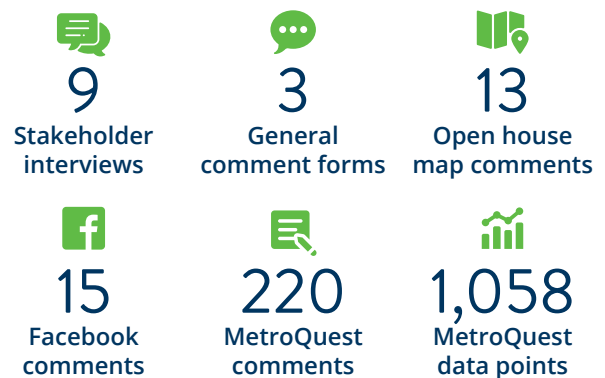 9
Stakeholder
interviews
3
General
comment forms
13
Open house
map comments
15
Facebook
comments
220
MetroQuest
comments
1,058
MetroQuest
data points